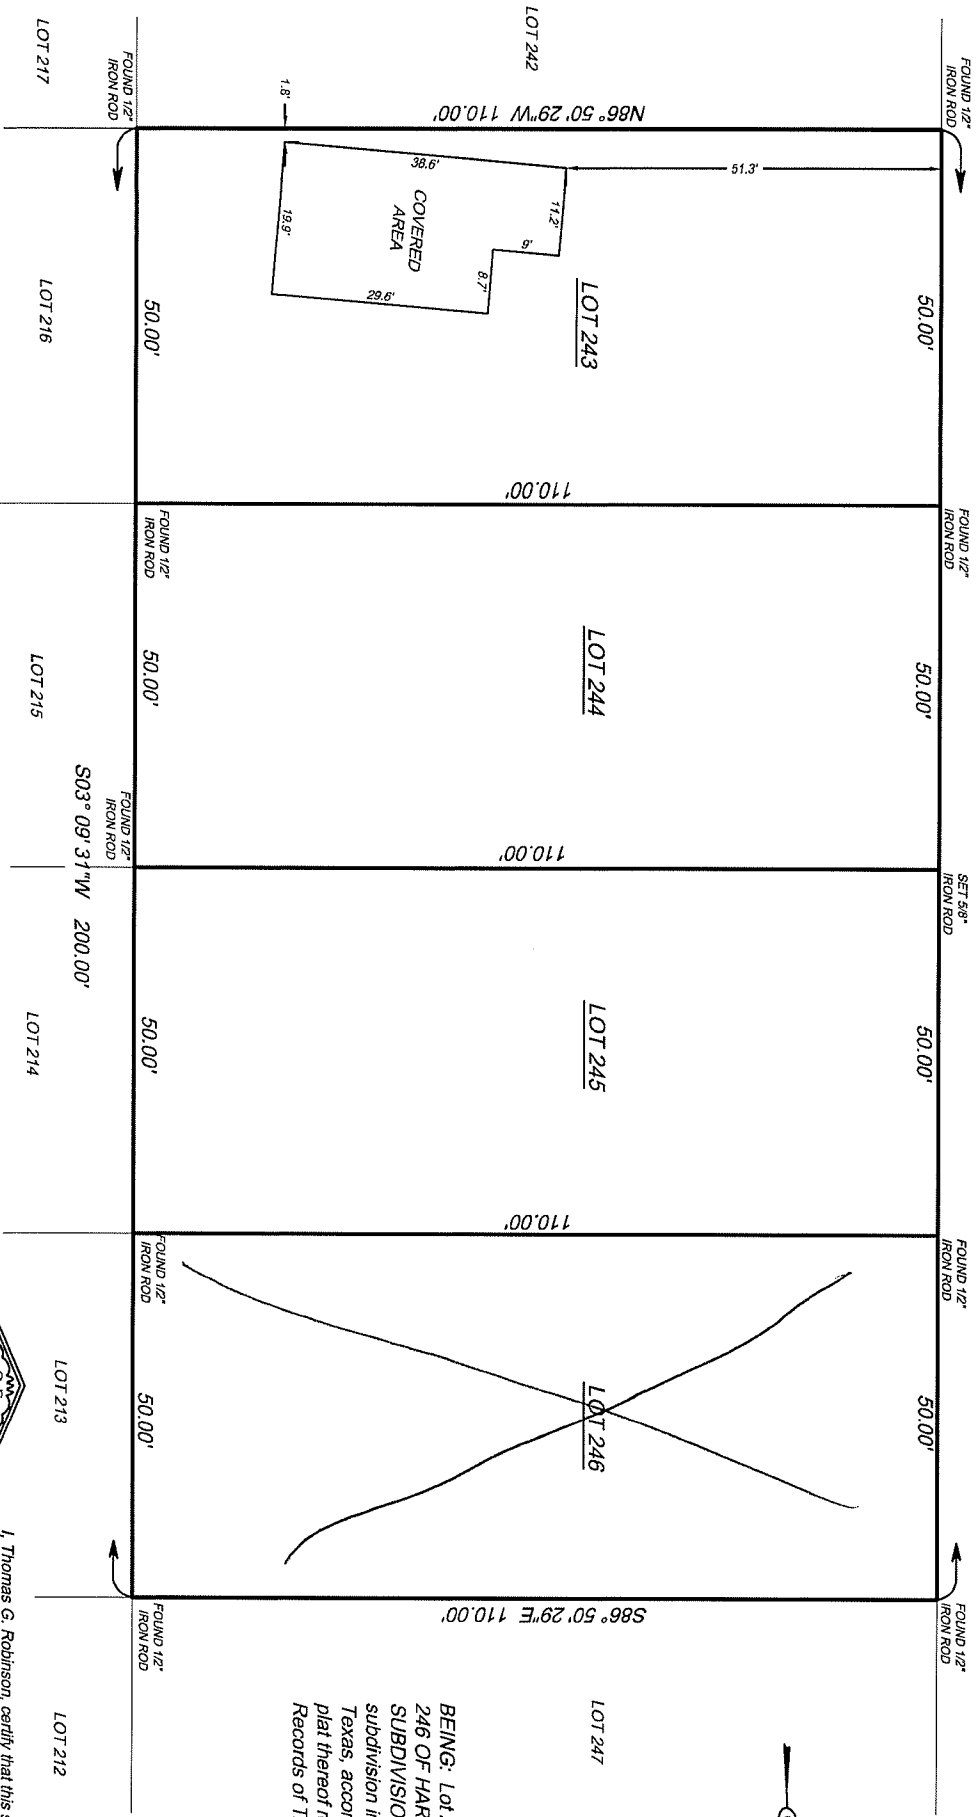 FOUND 1/2"
IRON ROD
FOUND 1/2"
IRON ROD
SET 5/8"
IRON ROD
FOUND 1/2"
IRON ROD
FOUND 1/2"
IRON ROD
50.00'
50.00'
50.00'
50.00'
LOT 242
N86° 50' 29"W 110.00'
51.3'
38.6'
11.2'
9'
8.7'
29.6'
19.9'
1.8'
COVERED
AREA
LOT 243
110.00'
LOT 244
110.00'
LOT 245
110.00'
LOT 246
S86° 50' 29"E 110.00'
LOT 247
50.00'
50.00'
50.00'
50.00'
FOUND 1/2"
IRON ROD
FOUND 1/2"
IRON ROD
FOUND 1/2"
IRON ROD
FOUND 1/2"
IRON ROD
FOUND 1/2"
IRON ROD
S03° 09' 31"W 200.00'
LOT 217
LOT 216
LOT 215
LOT 214
LOT 213
LOT 212
BEING: Lot
246 OF HAR
SUBDIVISIO
subdivision i
Texas, accor
plat thereof
Records of T
I, Thomas G. Robinson, certify that this s